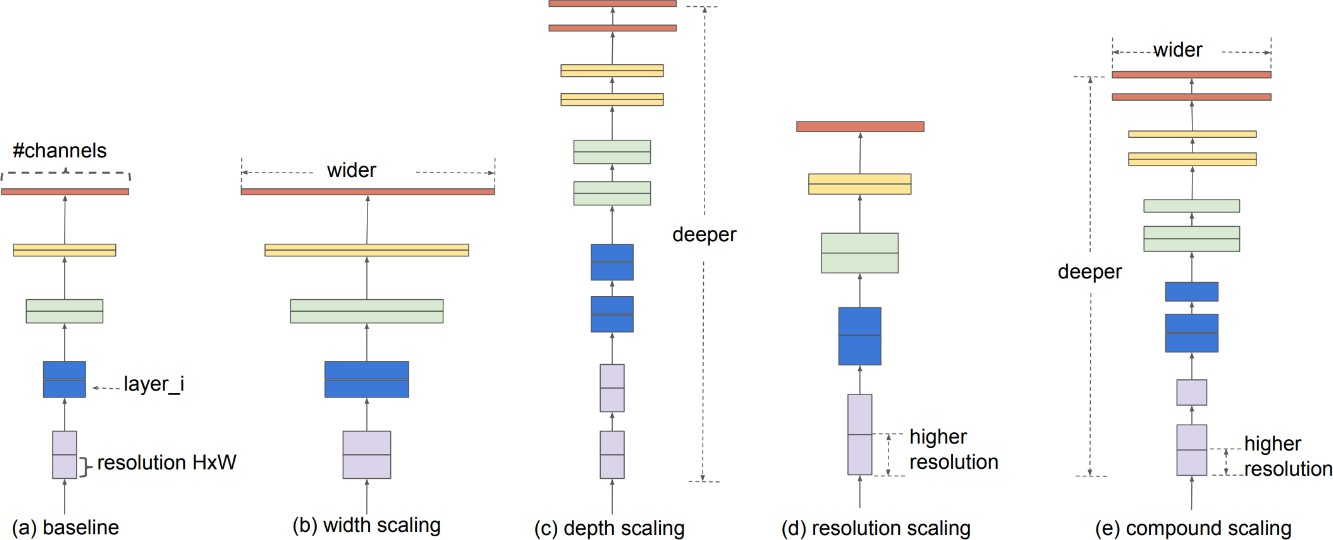 #channels
layer_i
resolution HxW
(a) baseline
wider
(b) width scaling
deeper
(c) depth scaling
higher
resolution
(d) resolution scaling
wider
deeper
higher
resolution
(e) compound scaling